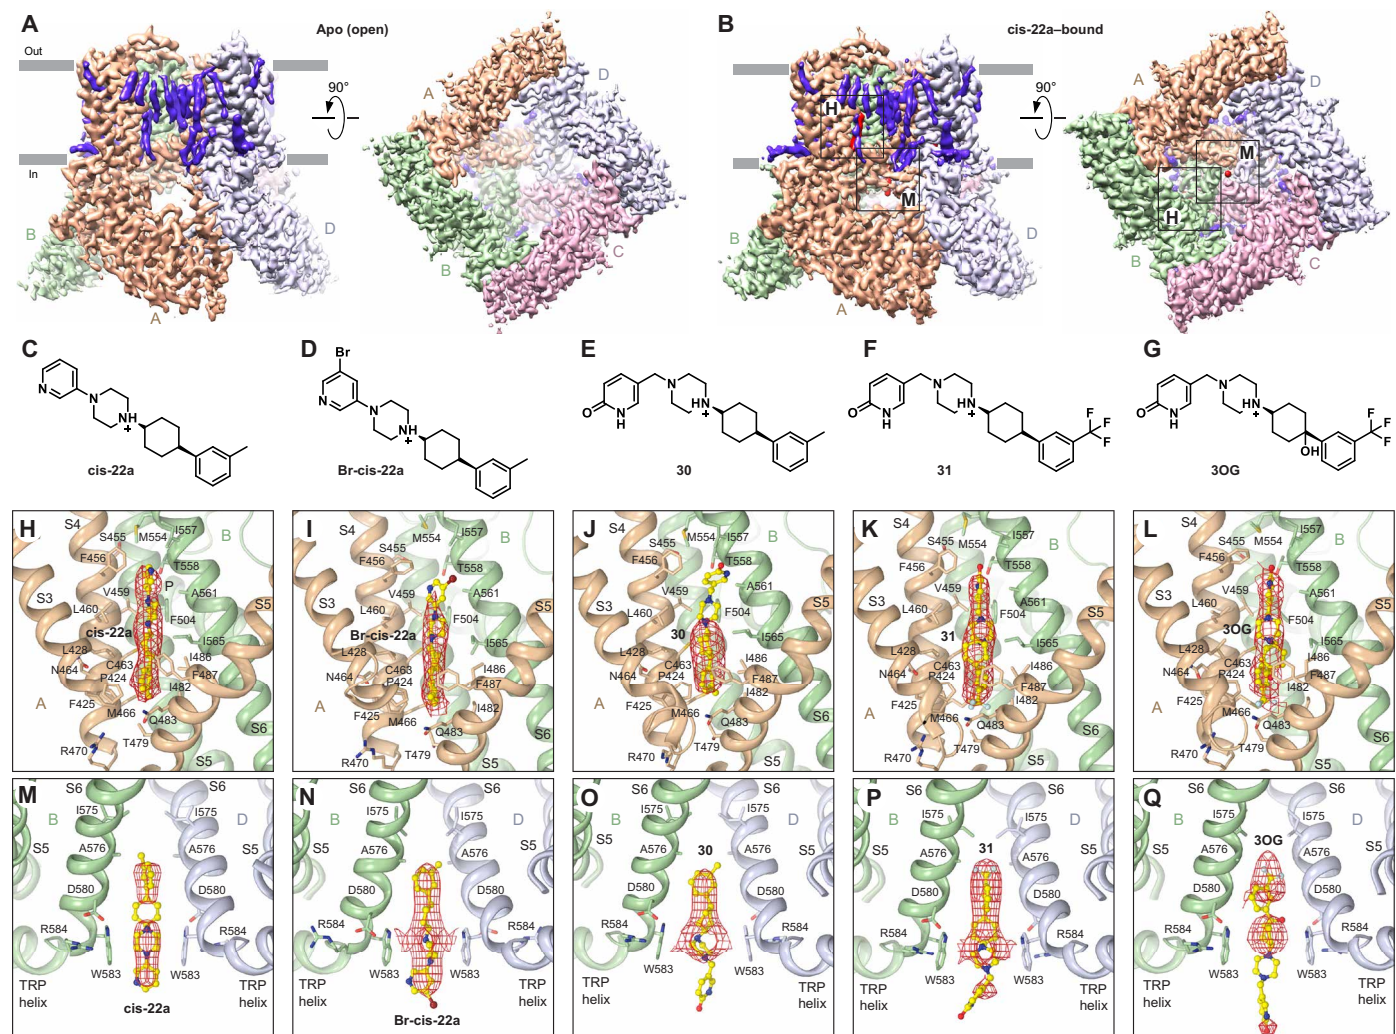 A
Apo (open)
Out
In
90°
A
B
D
A
B
C
D
B
cis-22a–bound
90°
H
M
B
D
A
A
D
M
H
B
C
C
N
N
NH
+
cis-22a
D
Br
N
N
NH
+
Br-cis-22a
E
O
N
H
N
HN
+
30
F
O
N
H
N
HN
+
F
F
F
31
G
O
N
H
N
HN
+
OH
F
F
F
3OG
H
S4
S455
M554
I557
B
F456
T558
P
S3
V459
A561
L460
F504
S5
cis-22a
I565
L428
I486
N464
C463
F487
P424
I482
F425
A
M466
Q483
S6
T479
R470
S5
I
S4
S455
M554
I557
B
F456
T558
S3
V459
A561
L460
F504
S5
Br-cis-22a
I565
L428
I486
C463
N464
P424
F487
F425
I482
A
M466
Q483
S6
R470
T479
S5
J
S4
S455
M554
I557
B
F456
T558
S3
V459
A561
L460
F504
S5
30
I565
L428
I486
C463
N464
P424
F487
F425
I482
A
M466
Q483
S6
R470
T479
S5
K
S4
S455
M554
I557
B
F456
T558
S3
V459
A561
L460
F504
S5
31
I565
L428
I486
C463
N464
P424
F487
F425
I482
A
M466
Q483
S6
R470
T479
S5
L
S4
S455
M554
I557
B
F456
T558
S3
V459
A561
L460
F504
S5
3OG
I565
L428
I486
C463
N464
P424
F487
I482
F425
A
M466
Q483
S6
T479
R470
S5
M
S6
S6
B
I575
I575
D
S5
A576
A576
S5
D580
D580
R584
R584
W583
W583
TRP
helix
TRP
helix
cis-22a
N
S6
S6
B
I575
I575
D
S5
A576
A576
S5
D580
D580
R584
R584
W583
W583
TRP
helix
TRP
helix
Br-cis-22a
O
S6
S6
B
I575
I575
D
30
S5
A576
A576
S5
D580
D580
R584
R584
W583
W583
TRP
helix
TRP
helix
P
S6
S6
B
I575
I575
D
31
S5
A576
A576
S5
D580
D580
R584
R584
W583
W583
TRP
helix
TRP
helix
Q
S6
S6
B
I575
I575
D
3OG
S5
A576
A576
S5
D580
D580
R584
R584
W583
W583
TRP
helix
TRP
helix